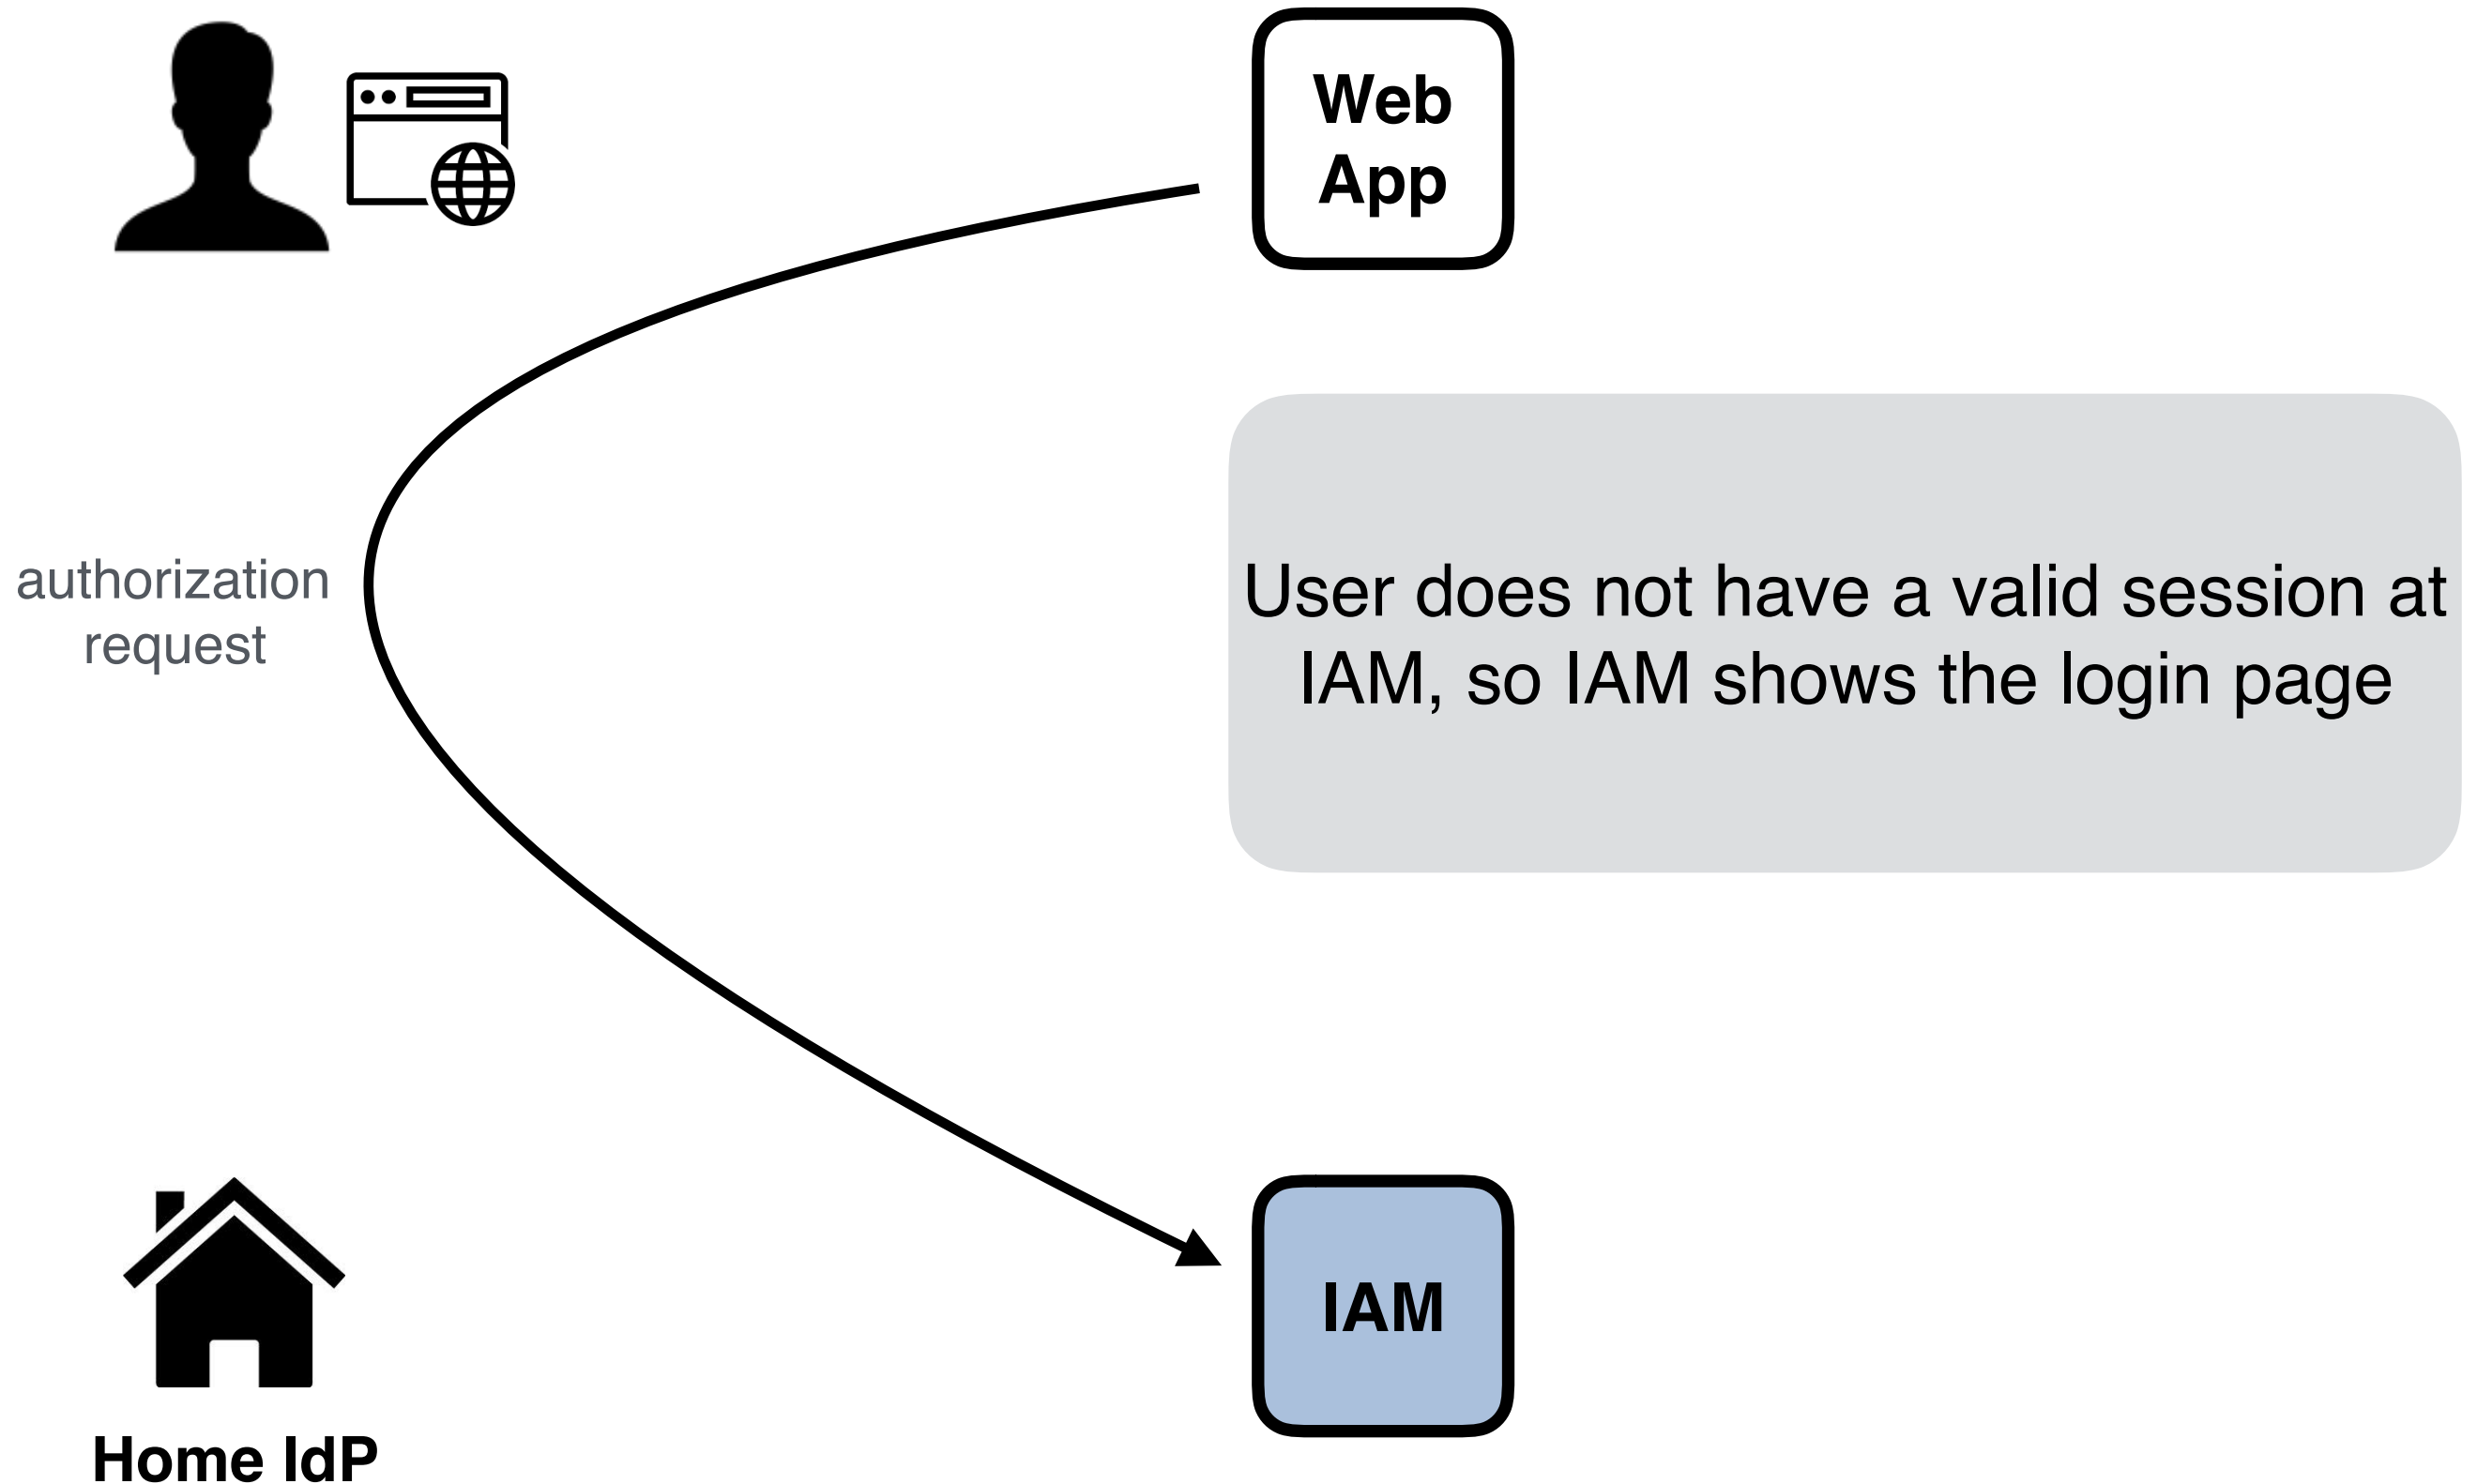 Web
App
authorization
request
User does not have a valid session at
IAM, so IAM shows the login page
IAM
Home IdP